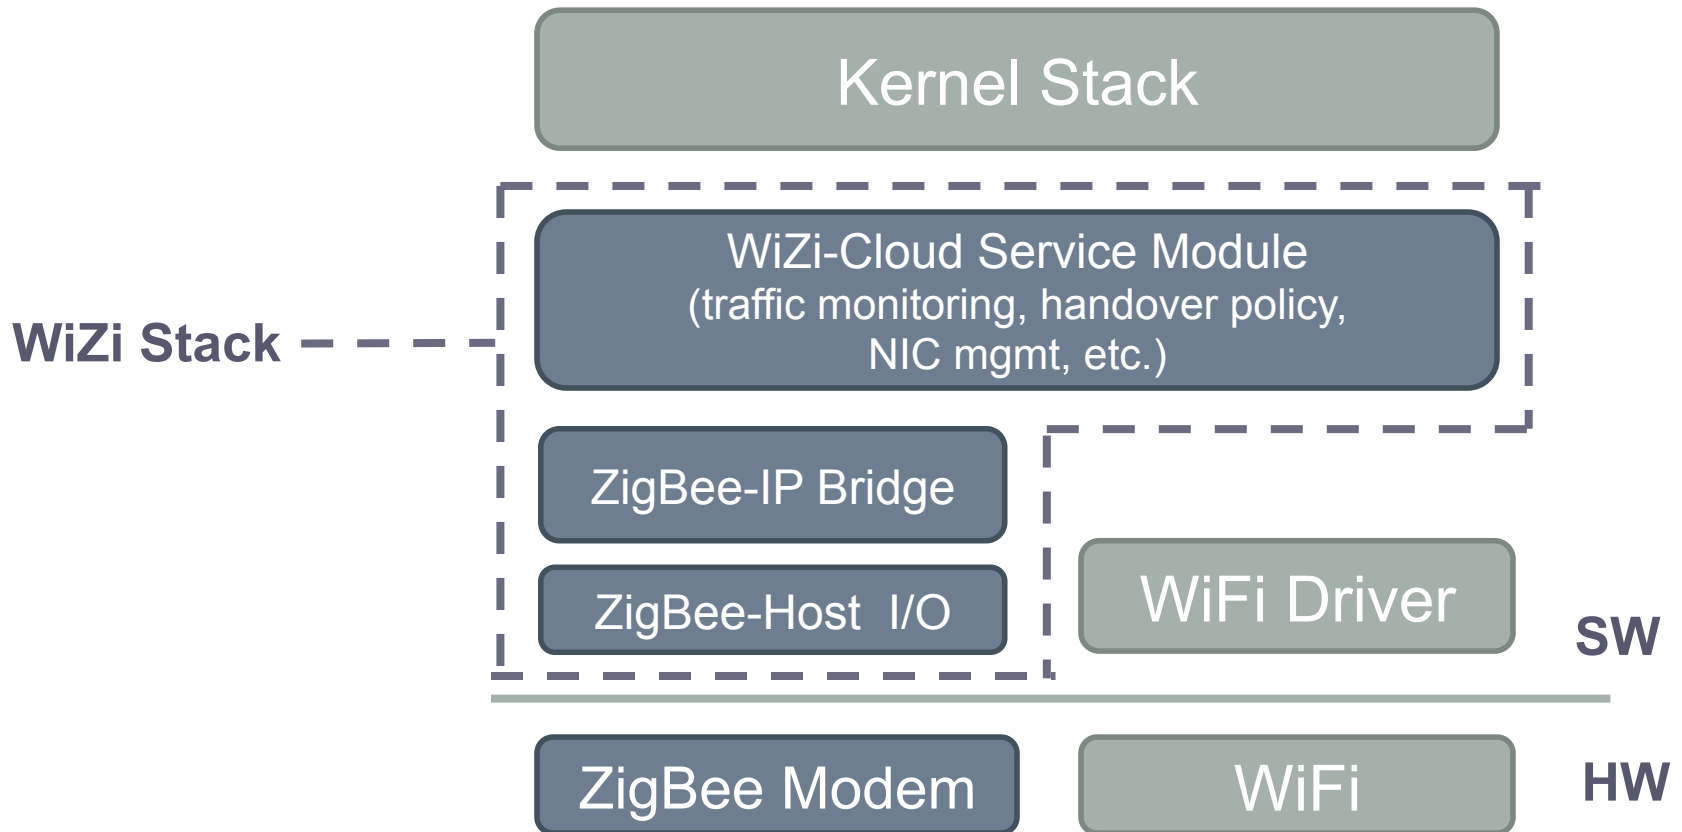 Kernel Stack
WiZi-Cloud Service Module
(traffic monitoring, handover policy,
NIC mgmt, etc.)
WiZi Stack
ZigBee-IP Bridge
ZigBee-Host I/O
WiFi Driver
SW
ZigBee Modem
WiFi
HW